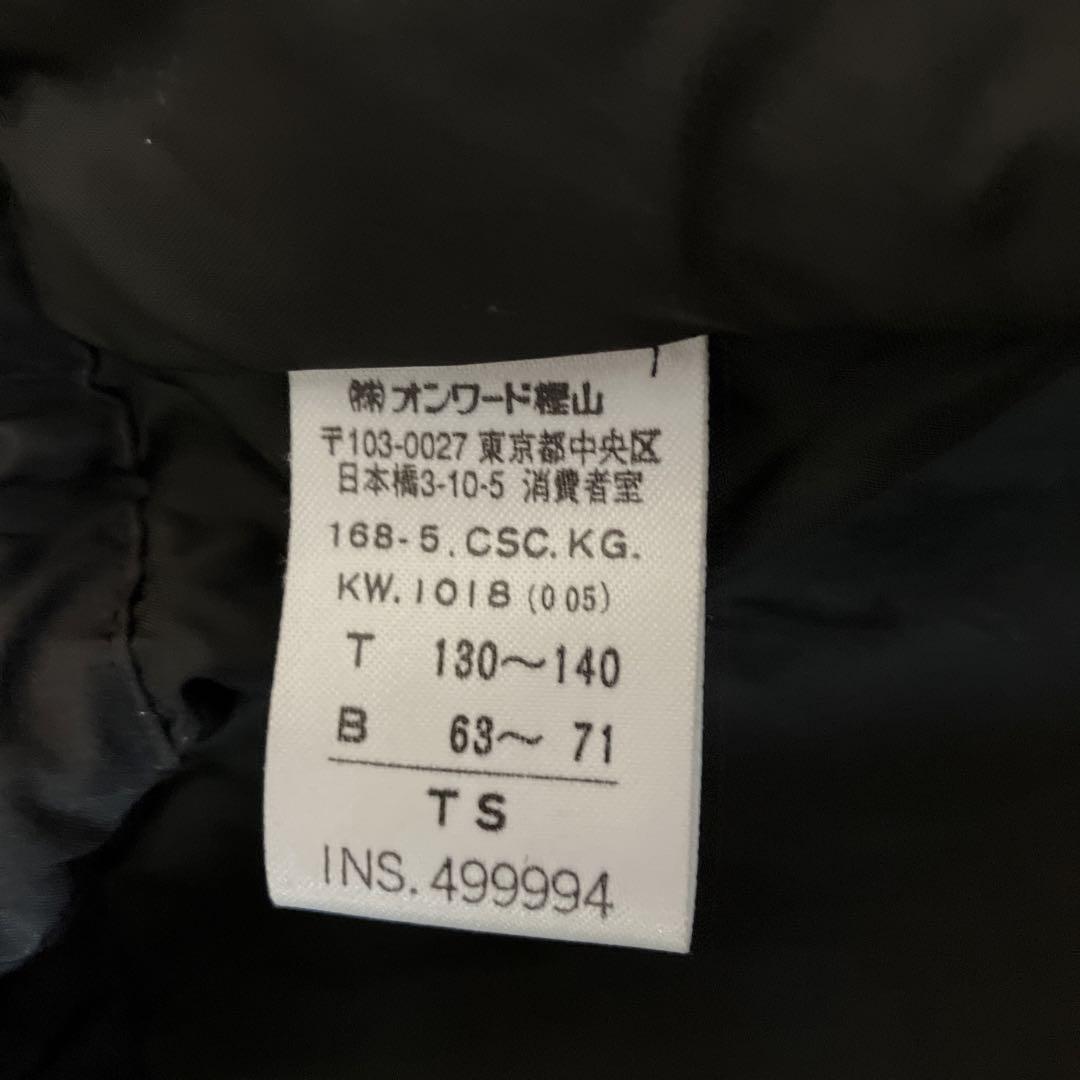 ㈱オンワード樫山
〒103-0027 東京都中央区
日本橋3-10-5 消費者室
168-5.CSC.KG.
KW.1018 (0 05)
T 130〜140
B 63〜 71
TS
INS.499994